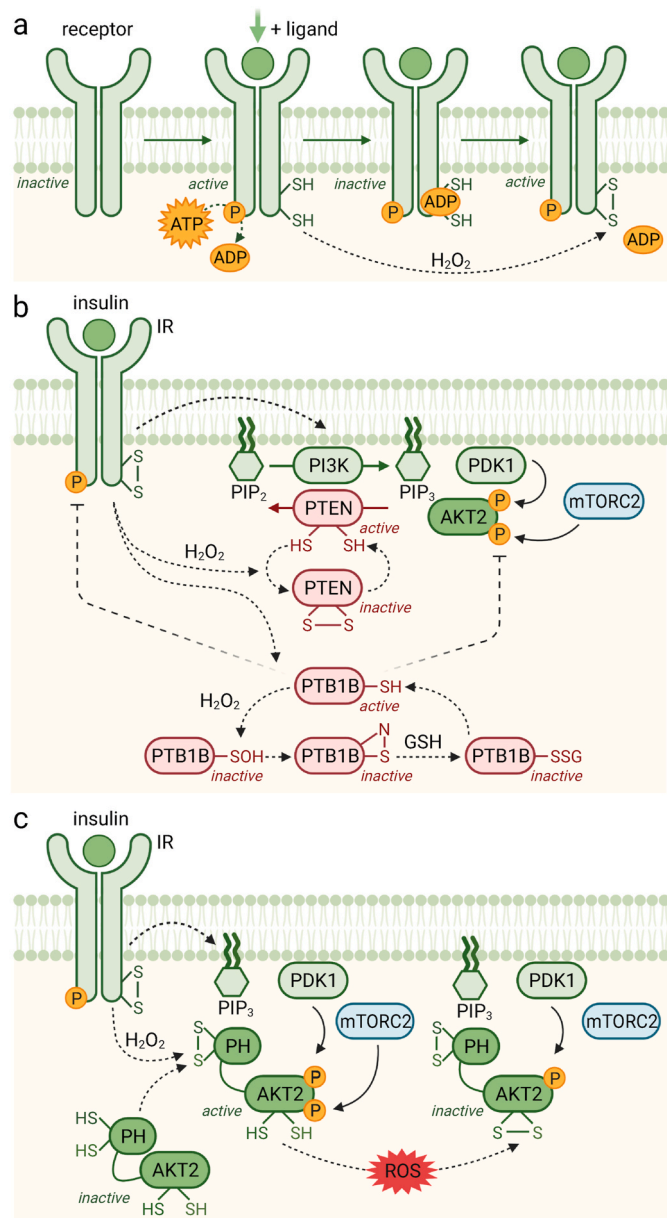 a
receptor
+ ligand
inactive
active
inactive
active
SH
SH
SH
SH
S
S
P
P
P
ATP
ADP
ADP
ADP
H₂O₂
b
insulin
IR
S
S
P
PIP₂
PI3K
PIP₃
PDK1
mTORC2
P
AKT2
P
PTEN
active
HS
SH
H₂O₂
PTEN
inactive
S
S
PTB1B
SH
active
H₂O₂
PTB1B
SOH
inactive
PTB1B
N
S
inactive
GSH
PTB1B
SSG
inactive
c
insulin
IR
S
S
P
H₂O₂
PIP₃
PDK1
mTORC2
S
S
PH
AKT2
P
P
active
HS
SH
PIP₃
PDK1
mTORC2
S
S
PH
AKT2
P
inactive
S
S
HS
HS
PH
AKT2
inactive
HS
SH
ROS